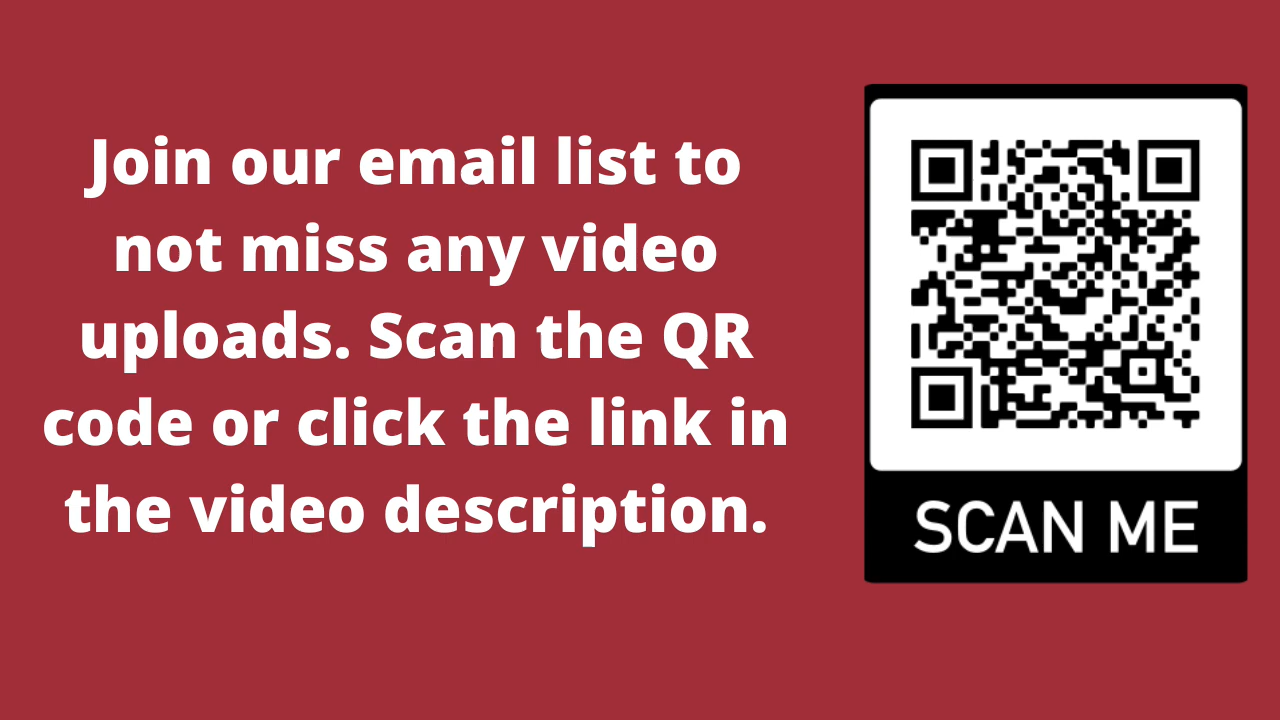 Join our email list to
not miss any video
uploads. Scan the QR
code or click the link in
the video description.
SCAN ME